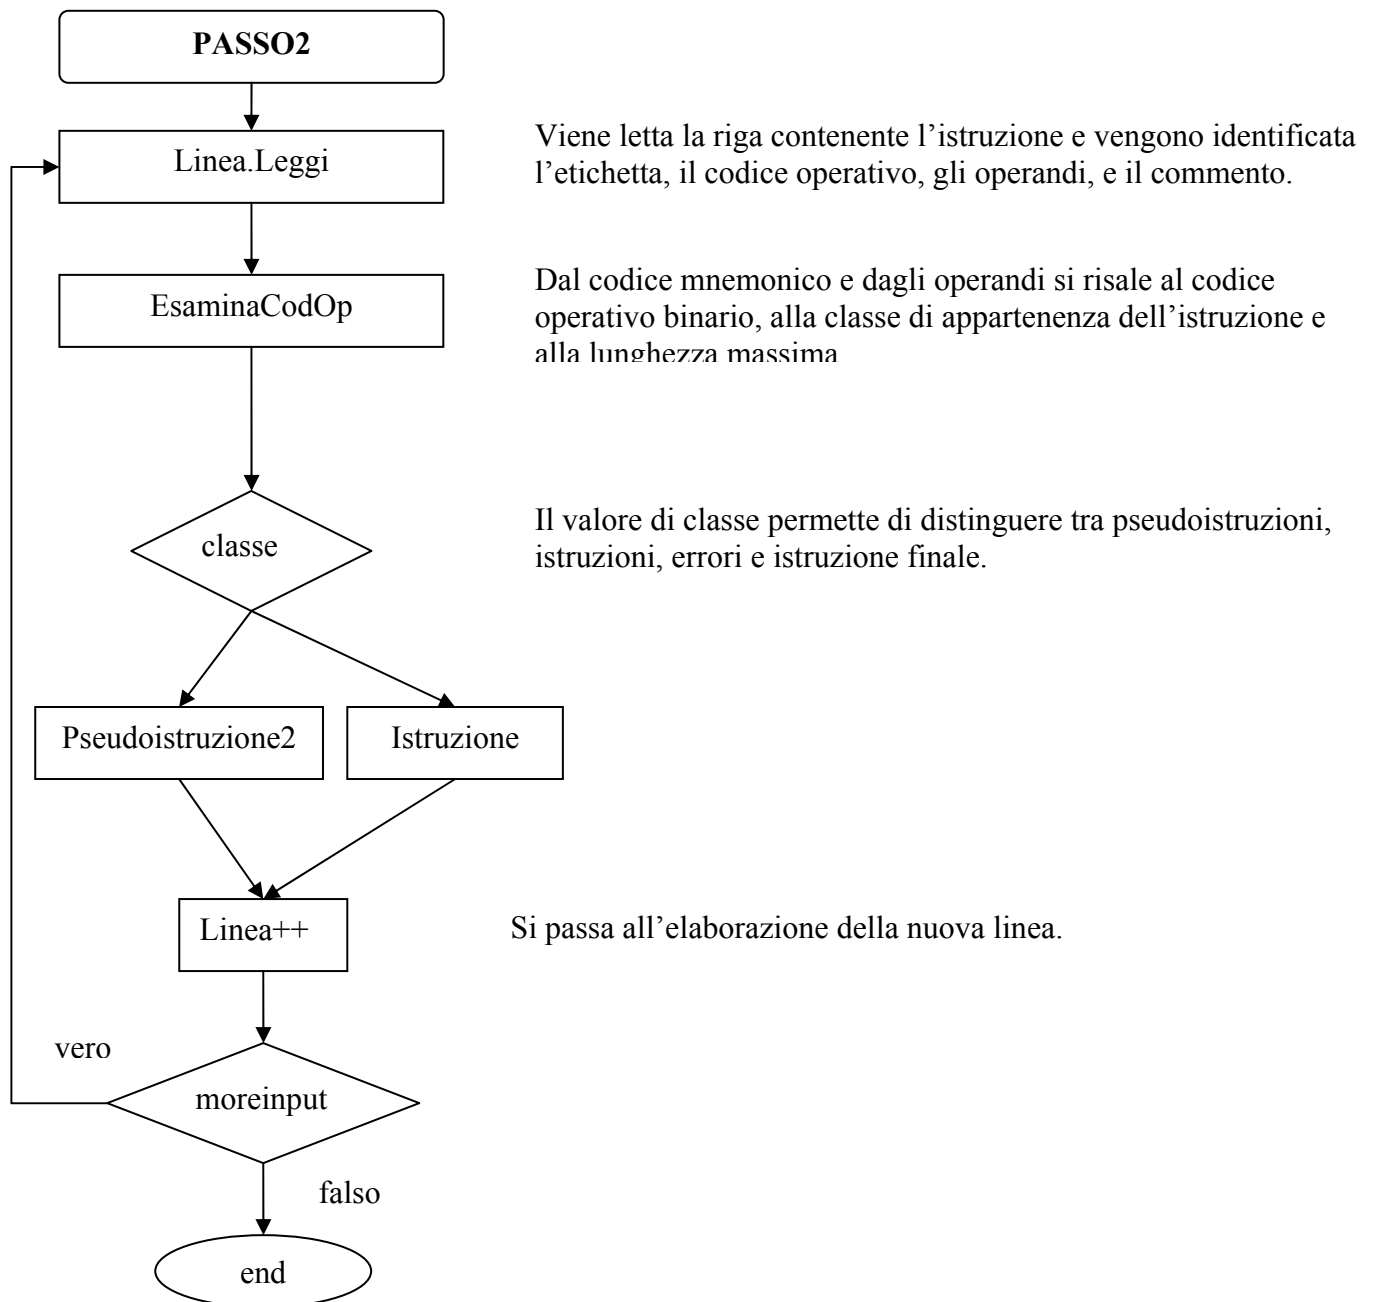 PASSO2
Linea.Leggi
Viene letta la riga contenente l’istruzione e vengono identificata
l’etichetta, il codice operativo, gli operandi, e il commento.
EsaminaCodOp
Dal codice mnemonico e dagli operandi si risale al codice
operativo binario, alla classe di appartenenza dell’istruzione e
alla lunghezza massima
classe
Il valore di classe permette di distinguere tra pseudoistruzioni,
istruzioni, errori e istruzione finale.
Pseudoistruzione2
Istruzione
Linea++
Si passa all’elaborazione della nuova linea.
vero
moreinput
falso
end